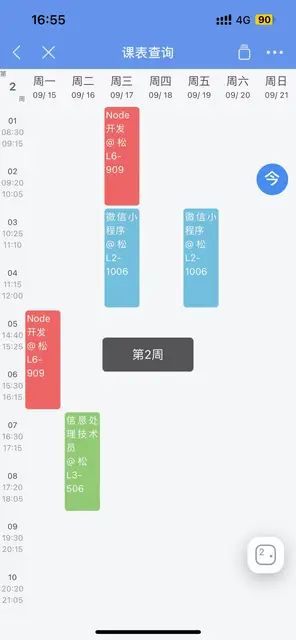 16:55
4G 90
课表查询
第
2
周
周一
09/ 15
周二
09/ 16
周三
09/ 17
周四
09/ 18
周五
09/ 19
周六
09/ 20
周日
09/ 21
01
08:30
09:15
02
09:20
10:05
03
10:25
11:10
04
11:15
12:00
05
14:40
15:25
06
15:30
16:15
07
16:30
17:15
08
17:20
18:05
09
19:30
20:15
10
20:20
21:05
Node
开发
@ 松
L6-
909
信息处
理技术
员
@ 松
L3-
506
Node
开发
@ 松
L6-
909
微信小
程序
@ 松
L2-
1006
微信小
程序
@ 松
L2-
1006
今
第2周
2